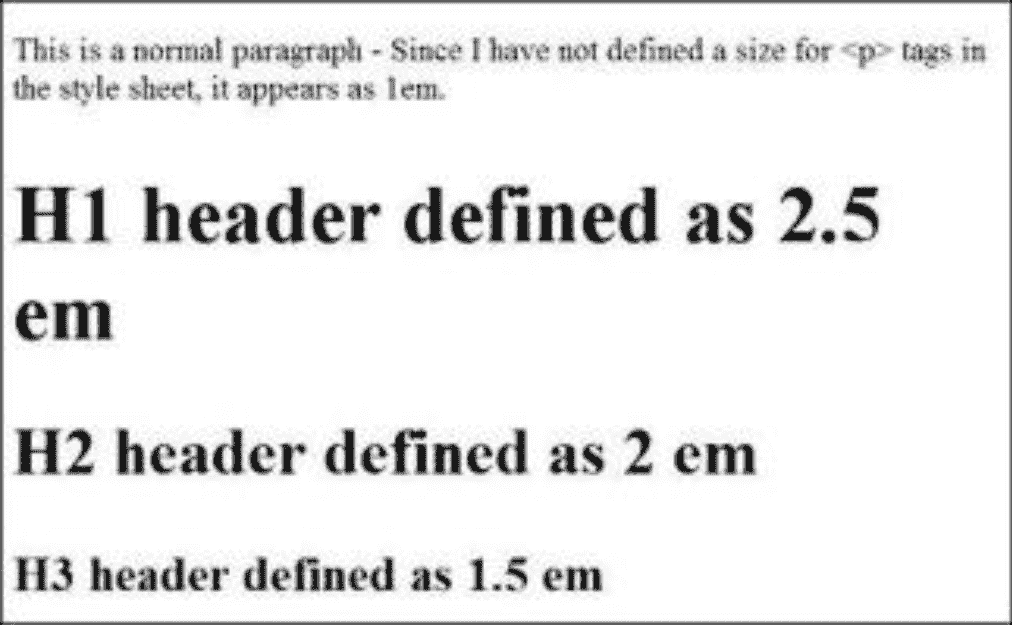 This is a normal paragraph - Since I have not defined a size for <p> tags in
the style sheet, it appears as 1em.
H1 header defined as 2.5
em
H2 header defined as 2 em
H3 header defined as 1.5 em